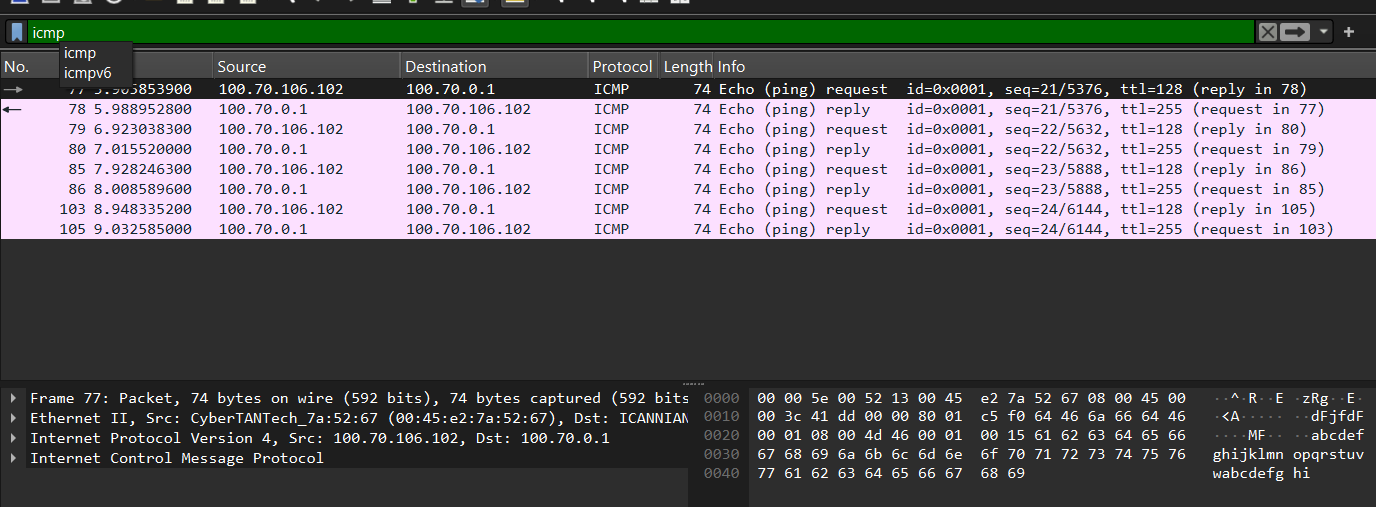 icmp
icmp
icmpv6
No. Source Destination Protocol Length Info
77 5.905853900 100.70.106.102 100.70.0.1 ICMP 74 Echo (ping) request id=0x0001, seq=21/5376, ttl=128 (reply in 78)
78 5.988952800 100.70.0.1 100.70.106.102 ICMP 74 Echo (ping) reply id=0x0001, seq=21/5376, ttl=255 (request in 77)
79 6.923038300 100.70.106.102 100.70.0.1 ICMP 74 Echo (ping) request id=0x0001, seq=22/5632, ttl=128 (reply in 80)
80 7.015520000 100.70.0.1 100.70.106.102 ICMP 74 Echo (ping) reply id=0x0001, seq=22/5632, ttl=255 (request in 79)
85 7.928246300 100.70.106.102 100.70.0.1 ICMP 74 Echo (ping) request id=0x0001, seq=23/5888, ttl=128 (reply in 86)
86 8.008589600 100.70.0.1 100.70.106.102 ICMP 74 Echo (ping) reply id=0x0001, seq=23/5888, ttl=255 (request in 85)
103 8.948335200 100.70.106.102 100.70.0.1 ICMP 74 Echo (ping) request id=0x0001, seq=24/6144, ttl=128 (reply in 105)
105 9.032585000 100.70.0.1 100.70.106.102 ICMP 74 Echo (ping) reply id=0x0001, seq=24/6144, ttl=255 (request in 103)
Frame 77: Packet, 74 bytes on wire (592 bits), 74 bytes captured (592 bits
Ethernet II, Src: CyberTANTech_7a:52:67 (00:45:e2:7a:52:67), Dst: ICANNIAN
Internet Protocol Version 4, Src: 100.70.106.102, Dst: 100.70.0.1
Internet Control Message Protocol
0000 00 00 5e 00 52 13 00 45 e2 7a 52 67 08 00 45 00 ··^·R··E ·zRg··E·
0010 00 3c 41 dd 00 00 80 01 c5 f0 64 46 6a 66 64 46 ·<A····· ··dFjfdF
0020 00 01 08 00 4d 46 00 01 00 15 61 62 63 64 65 66 ····MF·· ··abcdef
0030 67 68 69 6a 6b 6c 6d 6e 6f 70 71 72 73 74 75 76 ghijklmn opqrstuv
0040 77 61 62 63 64 65 66 67 68 69 wabcdefg hi